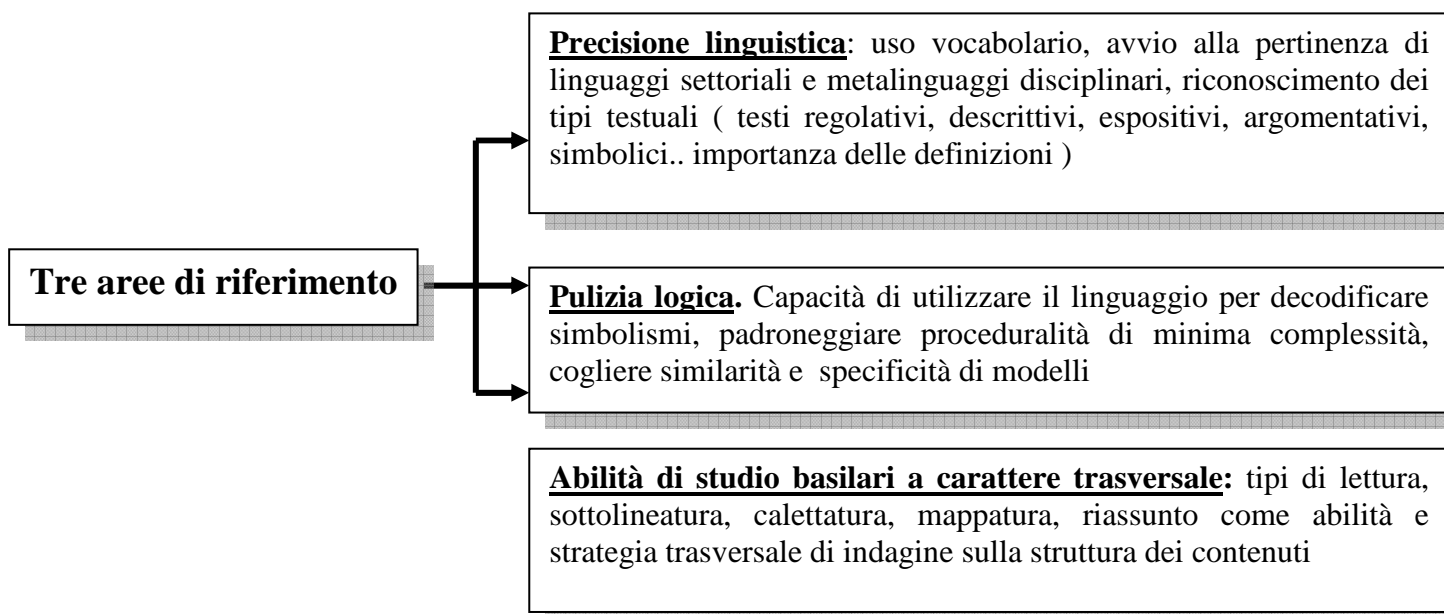 Precisione linguistica: uso vocabolario, avvio alla pertinenza di
linguaggi settoriali e metalinguaggi disciplinari, riconoscimento dei
tipi testuali ( testi regolativi, descrittivi, espositivi, argomentativi,
simbolici.. importanza delle definizioni )
Tre aree di riferimento
Pulizia logica. Capacità di utilizzare il linguaggio per decodificare
simbolismi, padroneggiare proceduralità di minima complessità,
cogliere similarità e specificità di modelli
Abilità di studio basilari a carattere trasversale: tipi di lettura,
sottolineatura, calettatura, mappatura, riassunto come abilità e
strategia trasversale di indagine sulla struttura dei contenuti